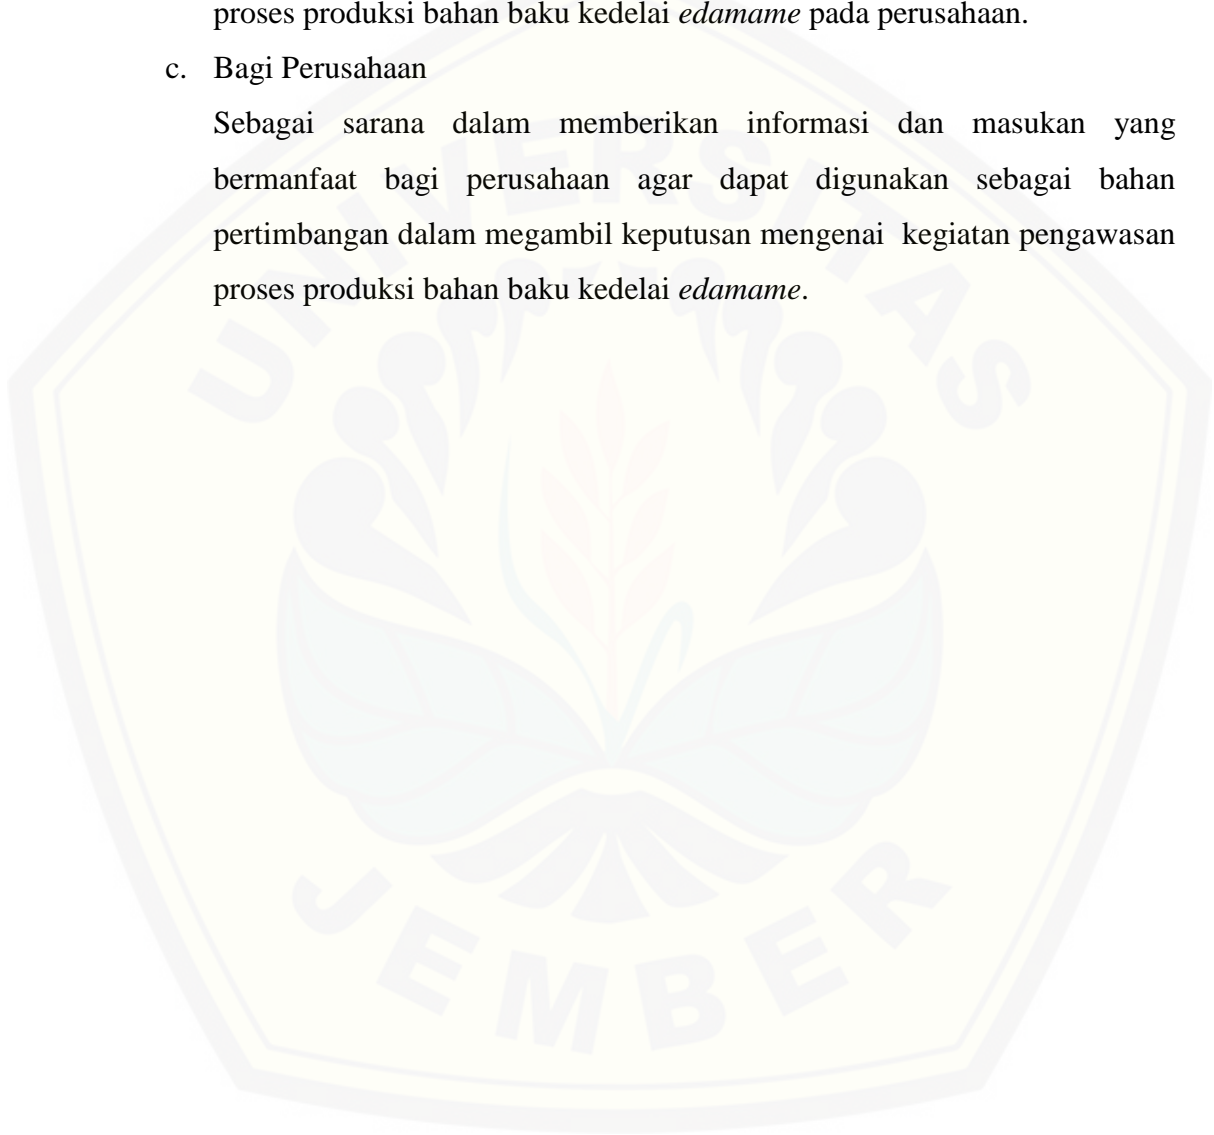 proses produksi bahan baku kedelai edamame pada perusahaan.
c. Bagi Perusahaan
Sebagai sarana dalam memberikan informasi dan masukan yang
bermanfaat bagi perusahaan agar dapat digunakan sebagai bahan
pertimbangan dalam megambil keputusan mengenai kegiatan pengawasan
proses produksi bahan baku kedelai edamame.
UNIVERSITAS
JEMBER